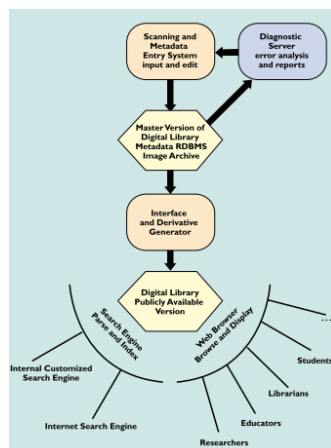 Scanning and
Metadata
Entry System
input and edit
Diagnostic
Server
error analysis
and reports
Master Version of
Digital Library
Metadata RDBMS
Image Archive
Interface
and Derivative
Generator
Digital Library
Publicly Available
Version
Search Engine
Parse and Index
Web Browser
Browse and Display
Internal Customized
Search Engine
Internet Search Engine
...
Students
Librarians
Educators
Researchers